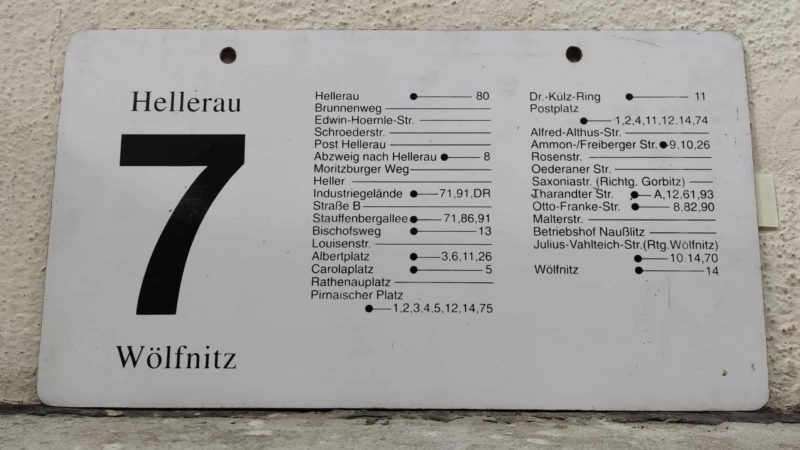 Hellerau
7
Wölfnitz
Hellerau 80
Brunnenweg
Edwin-Hoernle-Str.
Schroederstr.
Post Hellerau
Abzweig nach Hellerau 8
Moritzburger Weg
Heller
Industriegelände 71,91,DR
Straße B
Stauffenbergallee 71,86,91
Bischofsweg 13
Louisenstr.
Albertplatz 3,6,11,26
Carolaplatz 5
Rathenauplatz
Pirnaischer Platz
1,2,3,4,5,12,14,75
Dr.-Külz-Ring 11
Postplatz
1,2,4,11,12.14,74
Alfred-Althus-Str.
Ammon-/Freiberger Str. 9.10,26
Rosenstr.
Oederaner Str.
Saxoniastr. (Richtg. Gorbitz)
Tharandter Str. A,12.61,93
Otto-Franke-Str. 8.82,90
Malterstr.
Betriebshof Naußlitz
Julius-Vahlteich-Str.(Rtg.Wölfnitz)
10.14,70
Wölfnitz 14